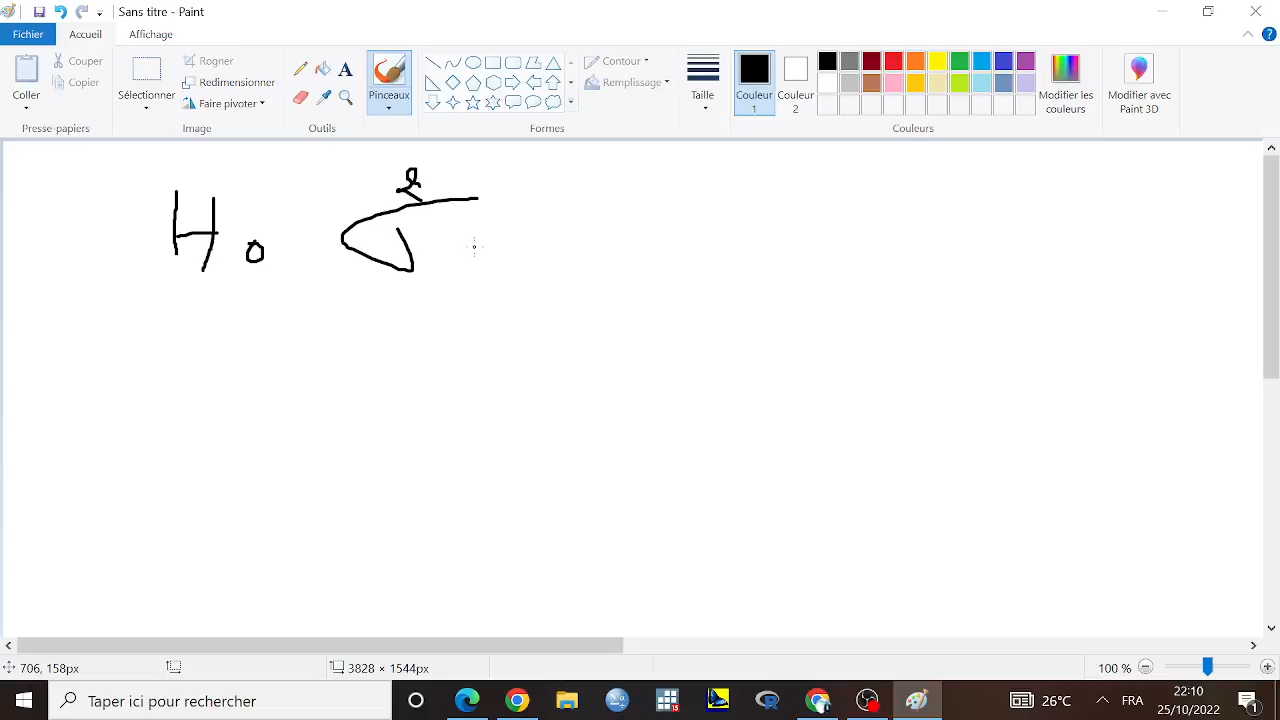 Sans titre - Paint
Fichier Accueil Affichage
Coller
Couper
Copier
Presse-papiers
Sélectionner
Rogner
Redimensionner
Faire pivoter
Image
Outils
Pinceaux
Contour
Remplissage
Formes
Taille
Couleur 1
Couleur 2
Modifier les couleurs
Couleurs
Modifier avec Paint 3D
H o
706, 158px
3828 × 1544px
100 %
Taper ici pour rechercher
15
26°C
FRA
22:10
25/10/2022
1